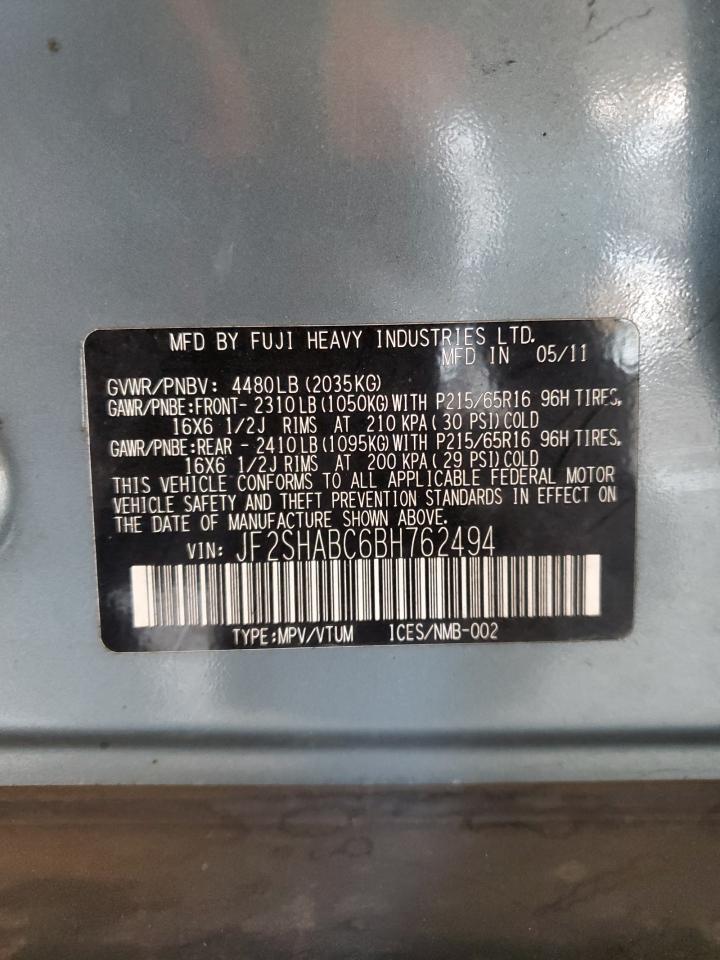 MFD BY FUJI HEAVY INDUSTRIES LTD.
MFD IN 05/11
GVWR/PNBV: 4480LB (2035KG)
GAWR/PNBE:FRONT- 2310LB (1050KG) WITH P215/65R16 96H TIRES,
16X6 1/2J RIMS AT 210 KPA (30 PSI) COLD
GAWR/PNBE:REAR - 2410LB (1095KG) WITH P215/65R16 96H TIRES,
16X6 1/2J RIMS AT 200 KPA (29 PSI) COLD
THIS VEHICLE CONFORMS TO ALL APPLICABLE FEDERAL MOTOR
VEHICLE SAFETY AND THEFT PREVENTION STANDARDS IN EFFECT ON
THE DATE OF MANUFACTURE SHOWN ABOVE.
VIN: JF2SHABC6BH762494
TYPE:MPV/VTUM ICES/NMB-002